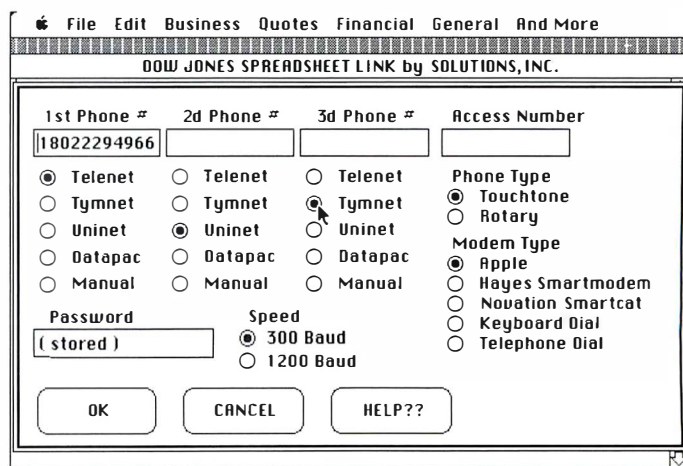 File Edit Business Quotes Financial General And More
DOW JONES SPREADSHEET LINK by SOLUTIONS, INC.
1st Phone # 2d Phone # 3d Phone # Access Number
18022294966
Telenet Telenet Telenet Phone Type
Touchtone
Tymnet Tymnet Tymnet
Rotary
Uninet Uninet Uninet
Modem Type
Datapac Datapac Datapac
Apple
Manual Manual Manual Hayes Smartmodem
Novation Smartcat
Password Speed
Keyboard Dial
( stored ) 300 Baud
Telephone Dial
1200 Baud
OK CANCEL HELP??